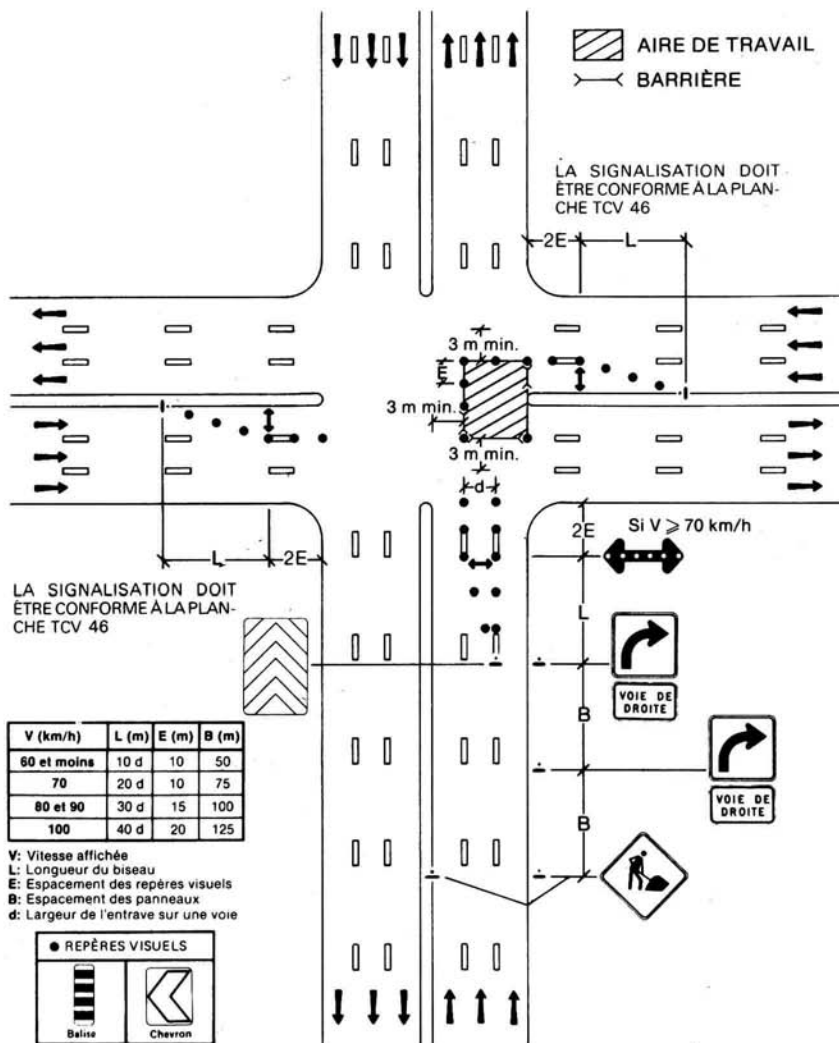 AIRE DE TRAVAIL
BARRIÈRE
LA SIGNALISATION DOIT
ÊTRE CONFORME À LA PLAN-
CHE TCV 46
2E
L
3 m min.
E
3 m min.
3 m min.
d
2E
Si V ⩾ 70 km/h
L
2E
LA SIGNALISATION DOIT
ÊTRE CONFORME À LA PLAN-
CHE TCV 46
L
VOIE DE
DROITE
B
VOIE DE
DROITE
B
V (km/h) L (m) E (m) B (m)
60 et moins 10 d 10 50
70 20 d 10 75
80 et 90 30 d 15 100
100 40 d 20 125
V: Vitesse affichée
L: Longueur du biseau
E: Espacement des repères visuels
B: Espacement des panneaux
d: Largeur de l'entrave sur une voie
● REPÈRES VISUELS
Balise Chevron